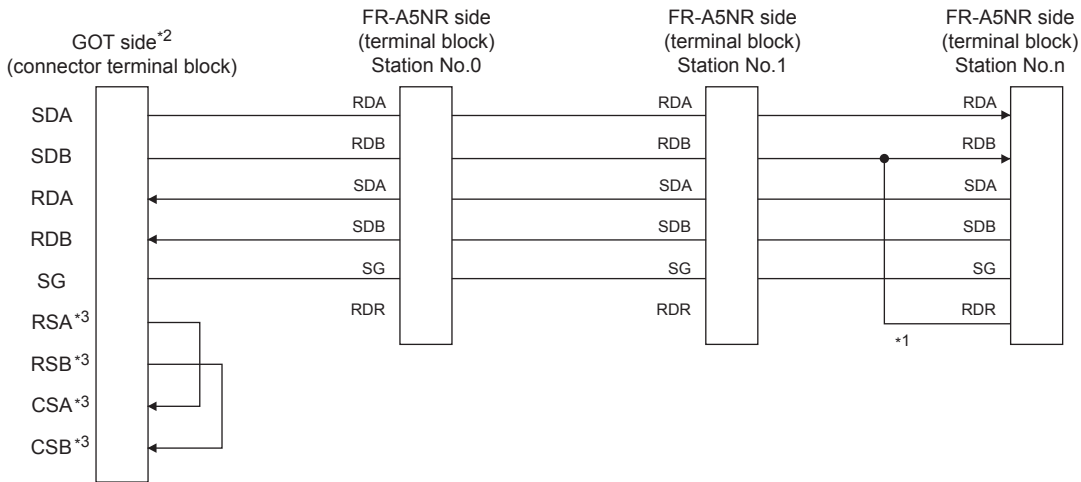 GOT side*2
(connector terminal block)
FR-A5NR side
(terminal block)
Station No.0
FR-A5NR side
(terminal block)
Station No.1
FR-A5NR side
(terminal block)
Station No.n
SDA
RDA
RDA
RDA
SDB
RDB
RDB
RDB
RDA
SDA
SDA
SDA
RDB
SDB
SDB
SDB
SG
SG
SG
SG
RSA*3
RDR
RDR
RDR
*1
RSB*3
CSA*3
CSB*3